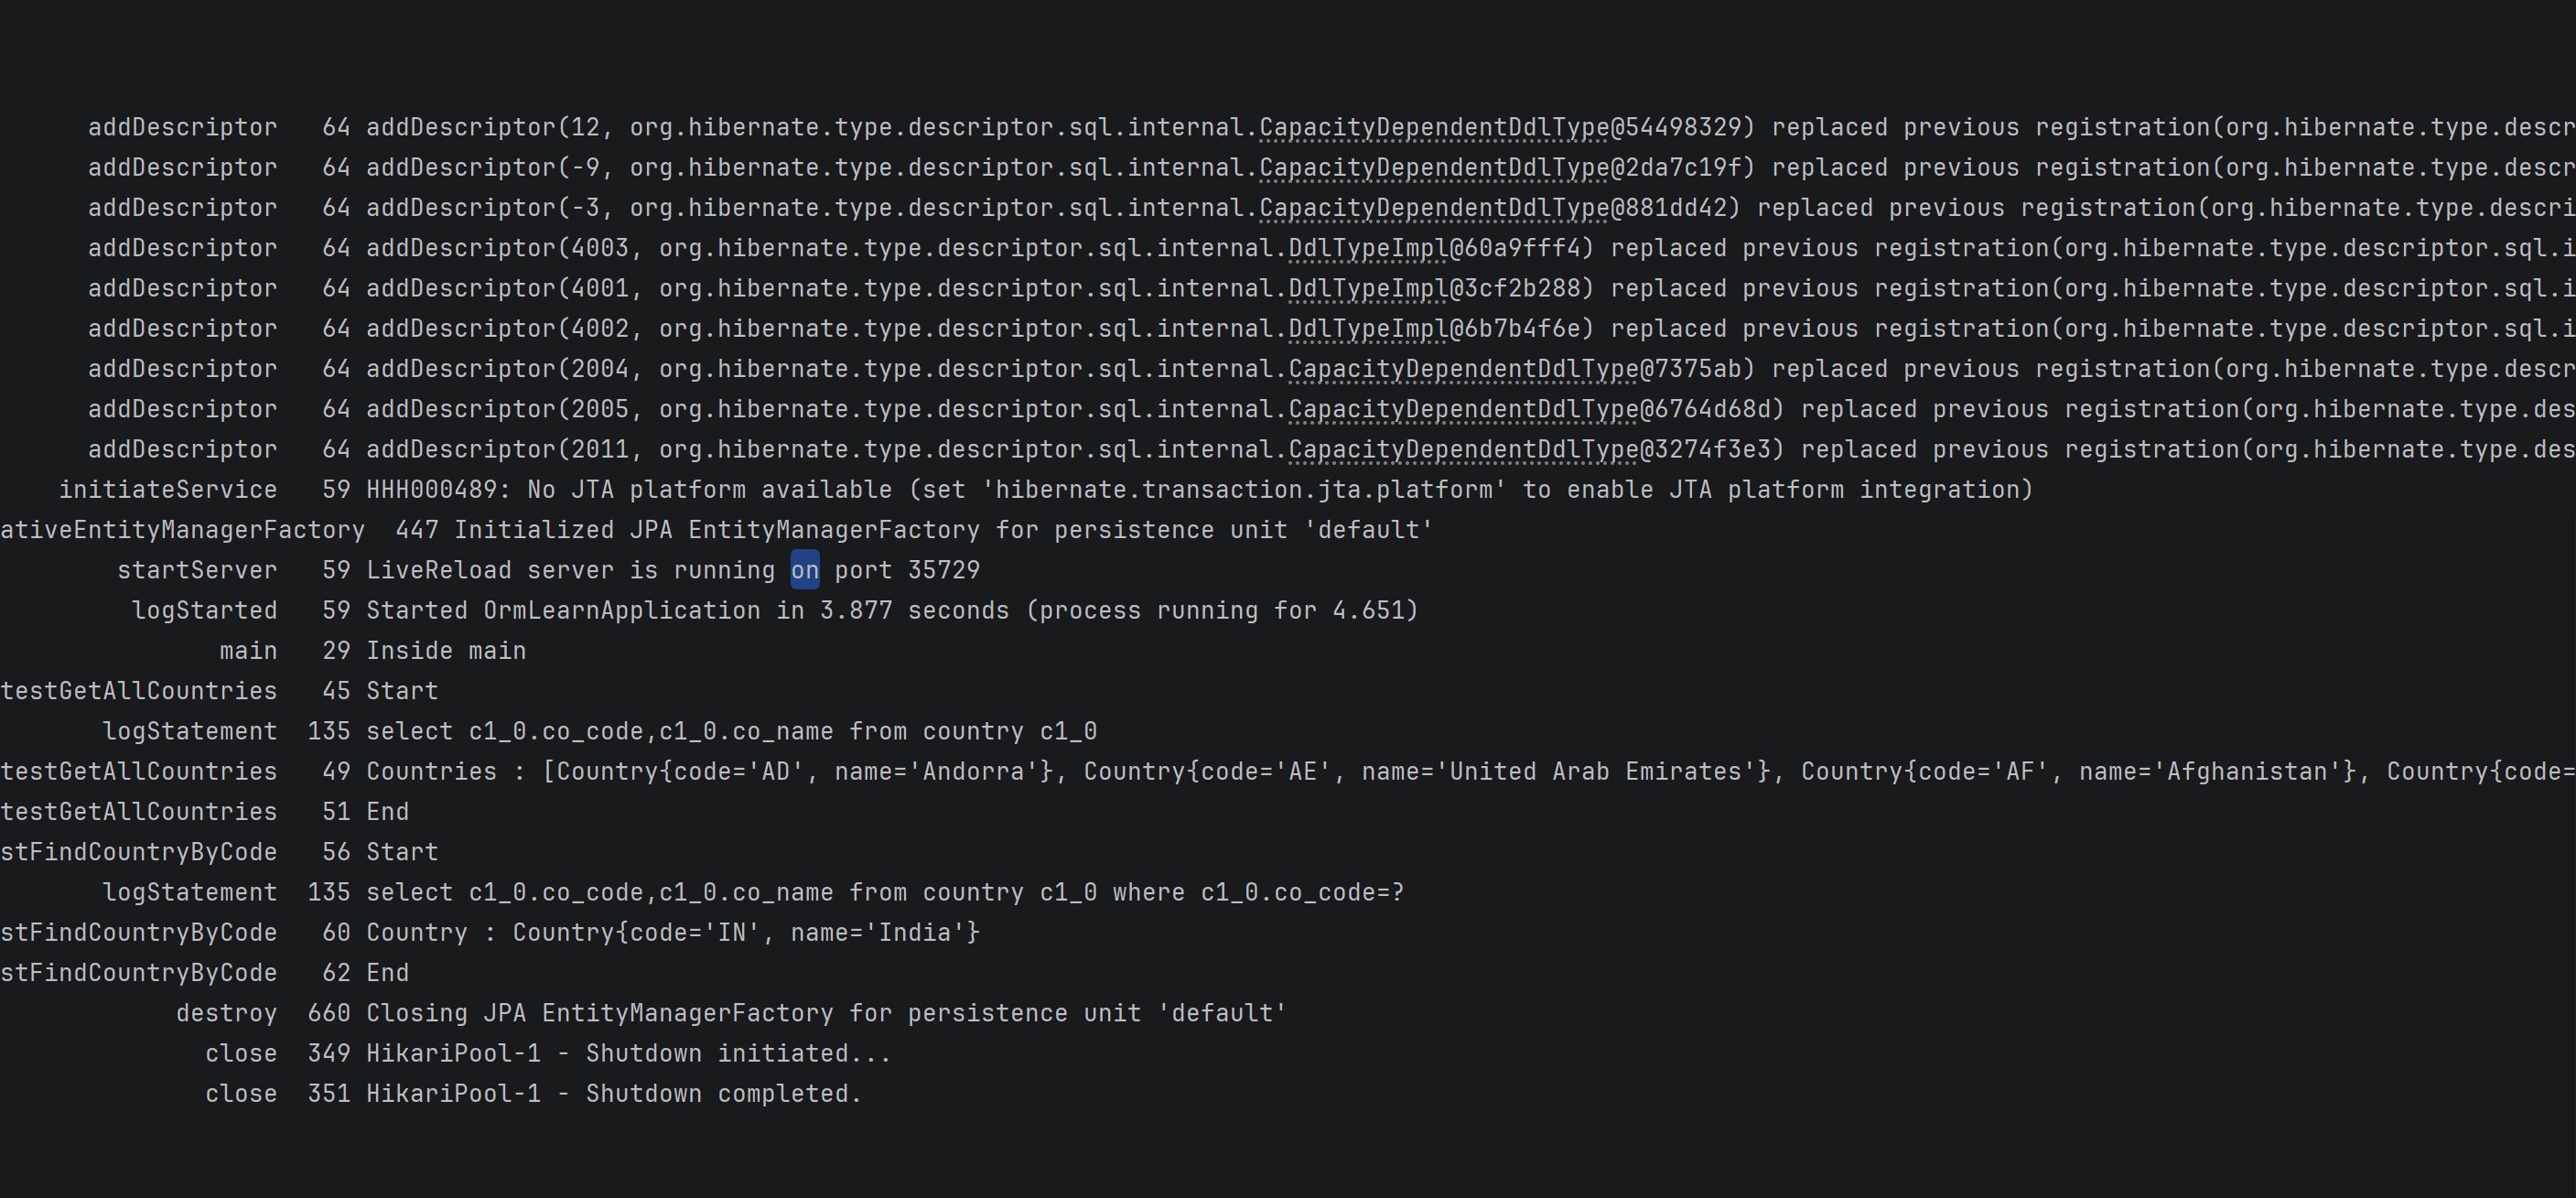 addDescriptor 64 addDescriptor(12, org.hibernate.type.descriptor.sql.internal.CapacityDependentDdlType@54498329) replaced previous registration(org.hibernate.type.descr
addDescriptor 64 addDescriptor(-9, org.hibernate.type.descriptor.sql.internal.CapacityDependentDdlType@2da7c19f) replaced previous registration(org.hibernate.type.descr
addDescriptor 64 addDescriptor(-3, org.hibernate.type.descriptor.sql.internal.CapacityDependentDdlType@881dd42) replaced previous registration(org.hibernate.type.descri
addDescriptor 64 addDescriptor(4003, org.hibernate.type.descriptor.sql.internal.DdlTypeImpl@60a9fff4) replaced previous registration(org.hibernate.type.descriptor.sql.i
addDescriptor 64 addDescriptor(4001, org.hibernate.type.descriptor.sql.internal.DdlTypeImpl@3cf2b288) replaced previous registration(org.hibernate.type.descriptor.sql.i
addDescriptor 64 addDescriptor(4002, org.hibernate.type.descriptor.sql.internal.DdlTypeImpl@6b7b4f6e) replaced previous registration(org.hibernate.type.descriptor.sql.i
addDescriptor 64 addDescriptor(2004, org.hibernate.type.descriptor.sql.internal.CapacityDependentDdlType@7375ab) replaced previous registration(org.hibernate.type.descr
addDescriptor 64 addDescriptor(2005, org.hibernate.type.descriptor.sql.internal.CapacityDependentDdlType@6764d68d) replaced previous registration(org.hibernate.type.des
addDescriptor 64 addDescriptor(2011, org.hibernate.type.descriptor.sql.internal.CapacityDependentDdlType@3274f3e3) replaced previous registration(org.hibernate.type.des
initiateService 59 HHH000489: No JTA platform available (set 'hibernate.transaction.jta.platform' to enable JTA platform integration)
ativeEntityManagerFactory 447 Initialized JPA EntityManagerFactory for persistence unit 'default'
startServer 59 LiveReload server is running on port 35729
logStarted 59 Started OrmLearnApplication in 3.877 seconds (process running for 4.651)
main 29 Inside main
testGetAllCountries 45 Start
logStatement 135 select c1_0.co_code,c1_0.co_name from country c1_0
testGetAllCountries 49 Countries : [Country{code='AD', name='Andorra'}, Country{code='AE', name='United Arab Emirates'}, Country{code='AF', name='Afghanistan'}, Country{code=
testGetAllCountries 51 End
stFindCountryByCode 56 Start
logStatement 135 select c1_0.co_code,c1_0.co_name from country c1_0 where c1_0.co_code=?
stFindCountryByCode 60 Country : Country{code='IN', name='India'}
stFindCountryByCode 62 End
destroy 660 Closing JPA EntityManagerFactory for persistence unit 'default'
close 349 HikariPool-1 - Shutdown initiated...
close 351 HikariPool-1 - Shutdown completed.